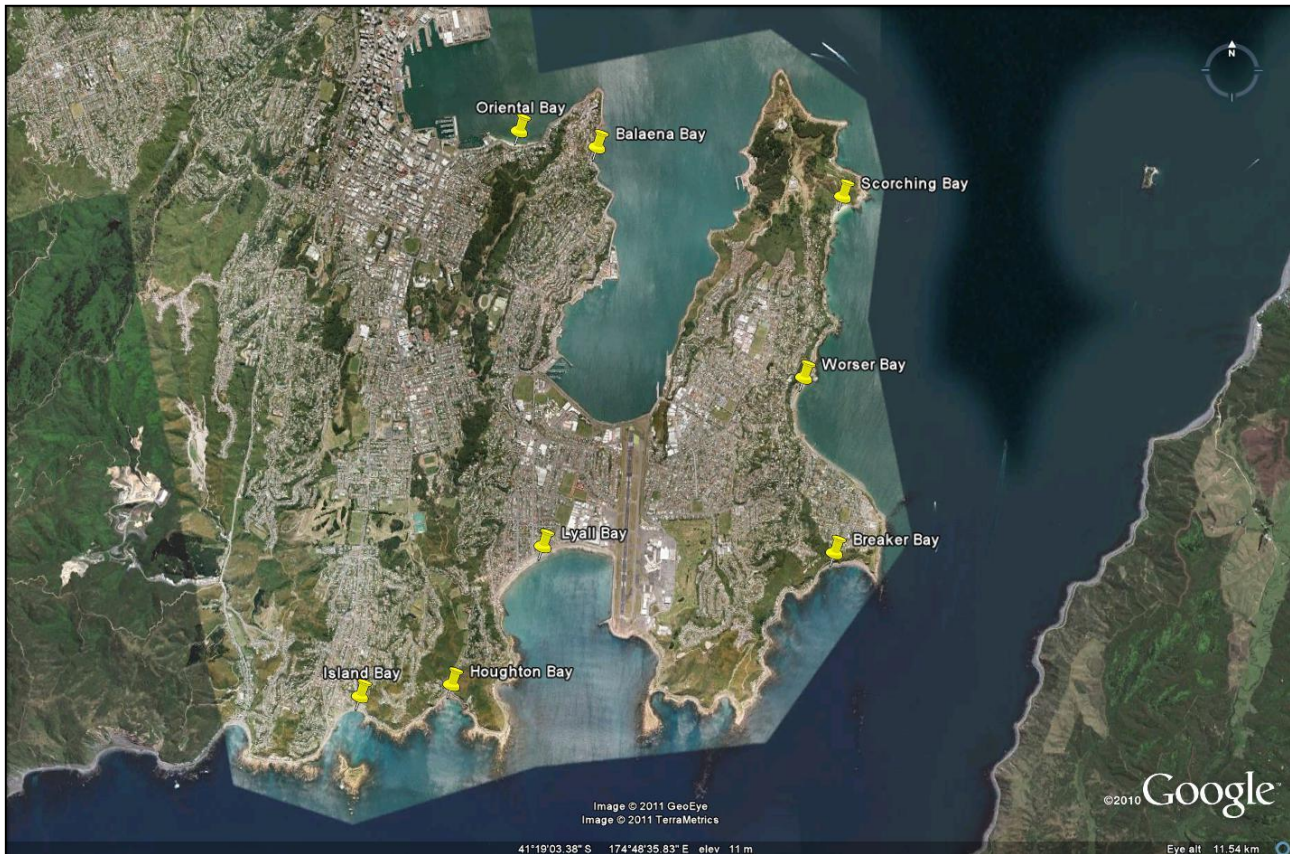 N
Oriental Bay
Balaena Bay
Scorching Bay
Worser Bay
Lyall Bay
Breaker Bay
Island Bay
Houghton Bay
Image © 2011 GeoEye
Image © 2011 TerraMetrics
©2010 Google™
41°19'03.38" S 174°48'35.83" E elev 11 m
Eye alt 11.54 km